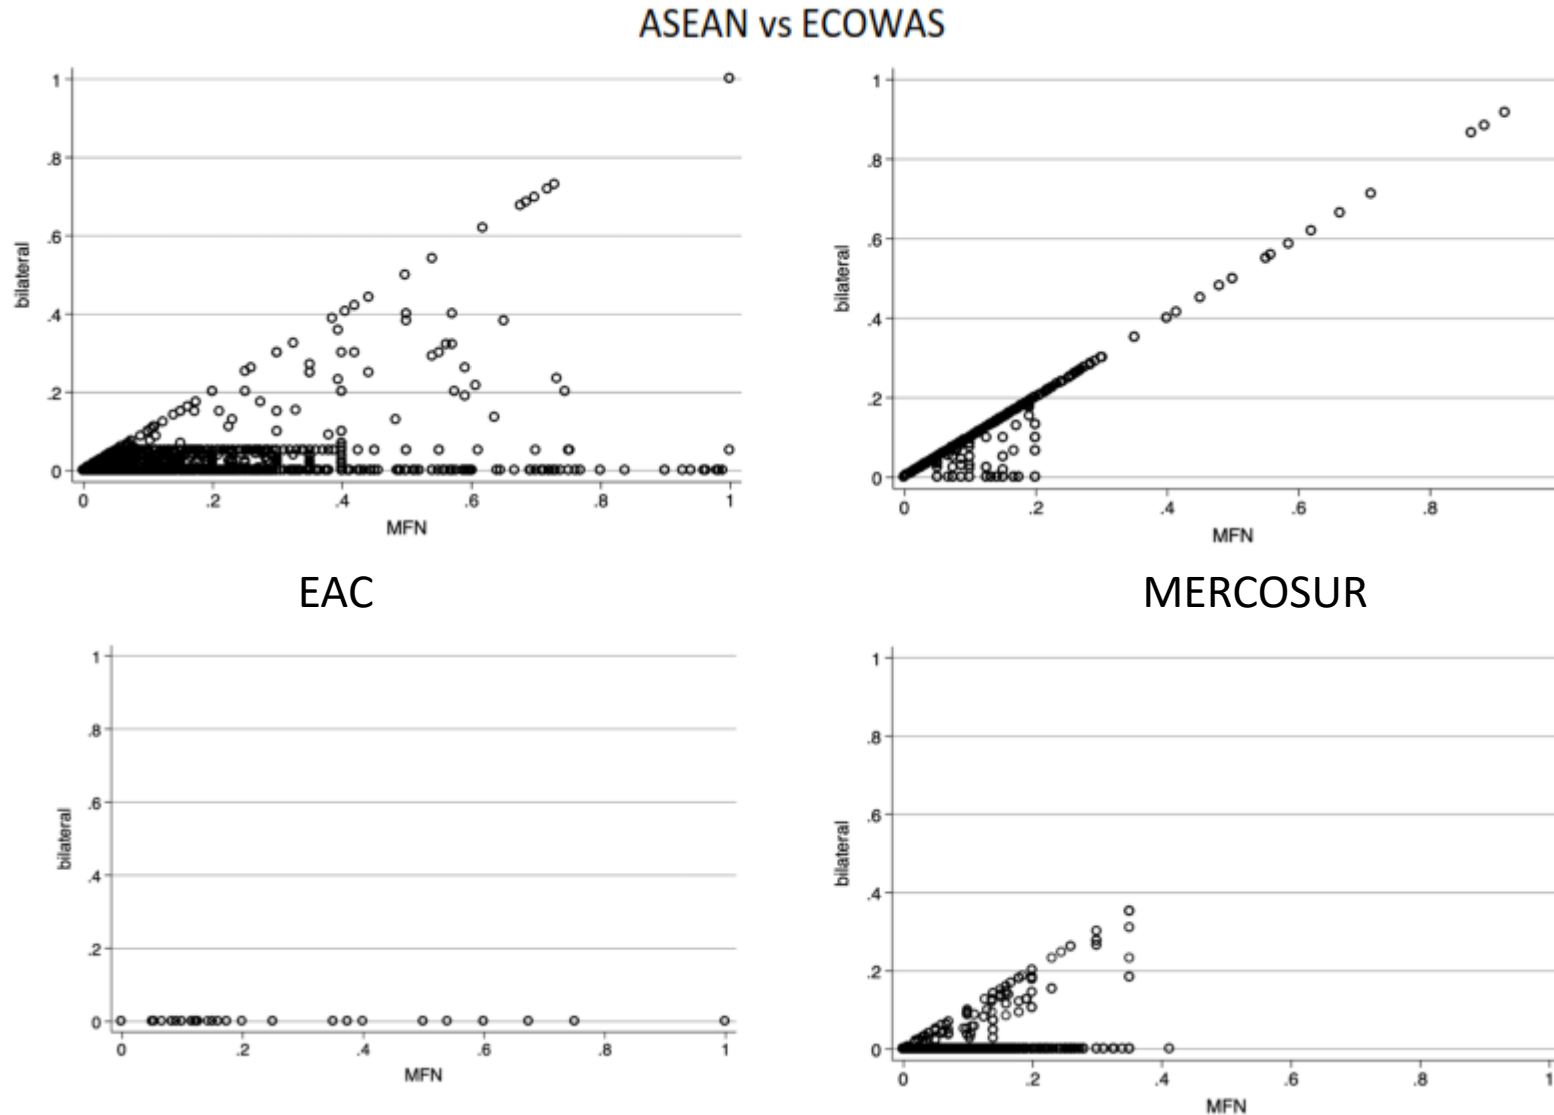 ASEAN vs ECOWAS
1
.8
.6
.4
.2
0
bilateral
0 .2 .4 .6 .8 1
MFN
1
.8
.6
.4
.2
0
bilateral
0 .2 .4 .6 .8
MFN
EAC
MERCOSUR
1
.8
.6
.4
.2
0
bilateral
0 .2 .4 .6 .8 1
MFN
1
.8
.6
.4
.2
0
bilateral
0 .2 .4 .6 .8 1
MFN